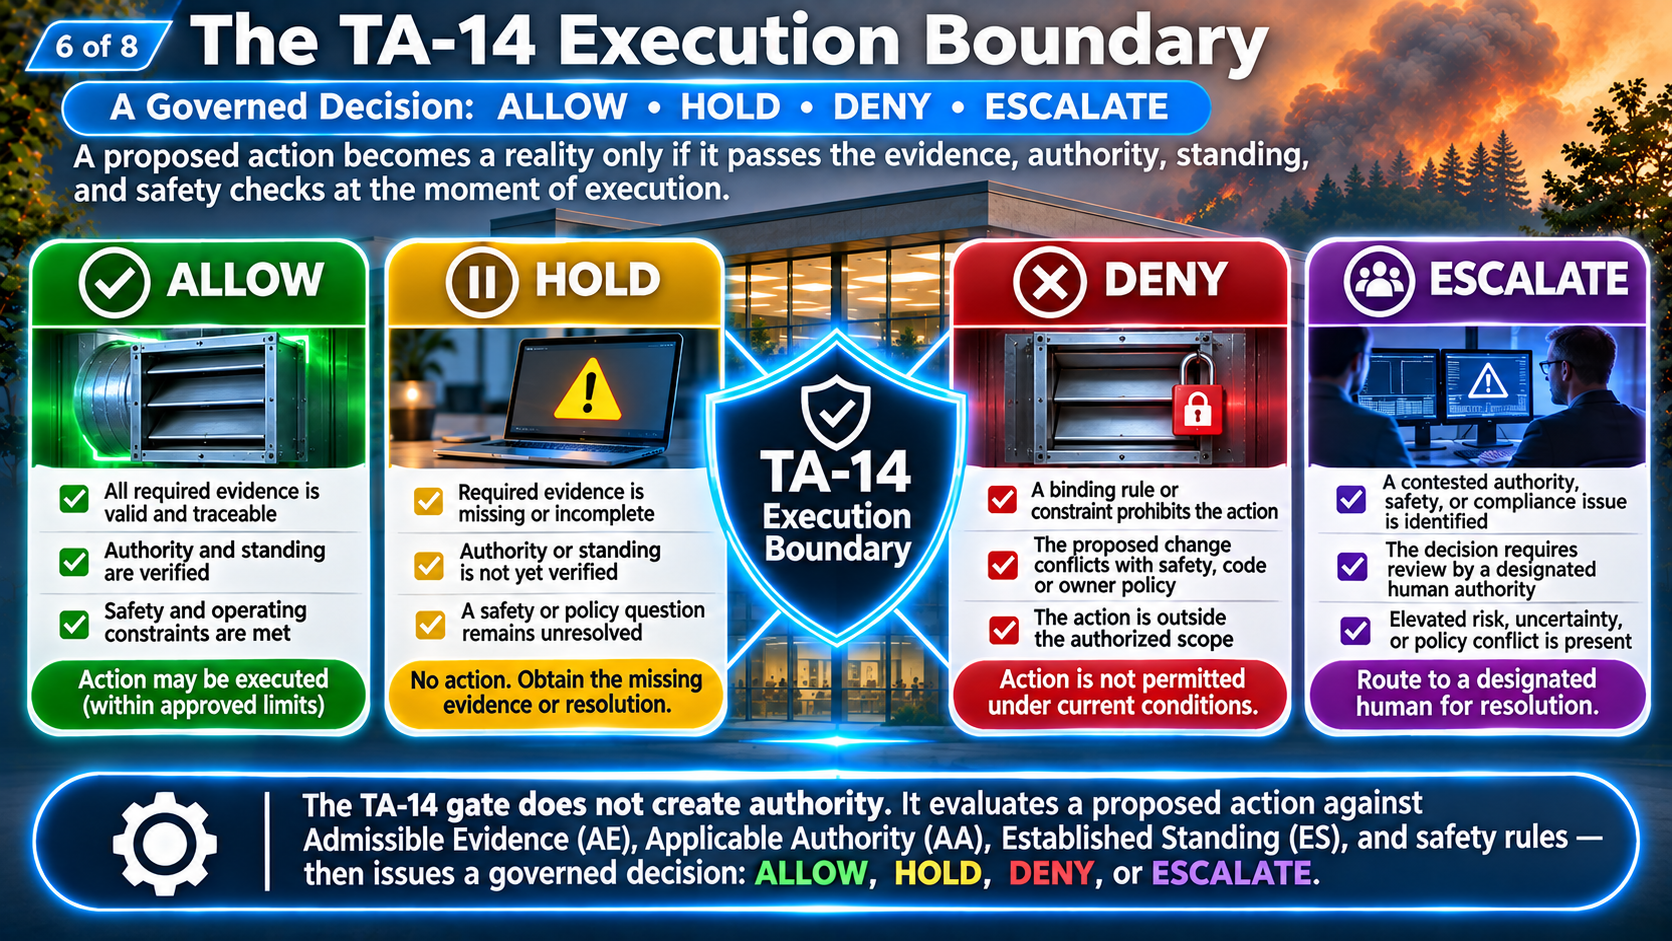 6 of 8
The TA-14 Execution Boundary
A Governed Decision: ALLOW • HOLD • DENY • ESCALATE
A proposed action becomes a reality only if it passes the evidence, authority, standing,
and safety checks at the moment of execution.
ALLOW
All required evidence is
valid and traceable
Authority and standing
are verified
Safety and operating
constraints are met
Action may be executed
(within approved limits)
HOLD
Required evidence is
missing or incomplete
Authority or standing
is not yet verified
A safety or policy question
remains unresolved
No action. Obtain the missing
evidence or resolution.
TA-14
Execution
Boundary
DENY
A binding rule or
constraint prohibits the action
The proposed change
conflicts with safety, code
or owner policy
The action is outside
the authorized scope
Action is not permitted
under current conditions.
ESCALATE
A contested authority,
safety, or compliance issue
is identified
The decision requires
review by a designated
human authority
Elevated risk, uncertainty,
or policy conflict is present
Route to a designated
human for resolution.
The TA-14 gate does not create authority. It evaluates a proposed action against
Admissible Evidence (AE), Applicable Authority (AA), Established Standing (ES), and safety rules —
then issues a governed decision: ALLOW, HOLD, DENY, or ESCALATE.